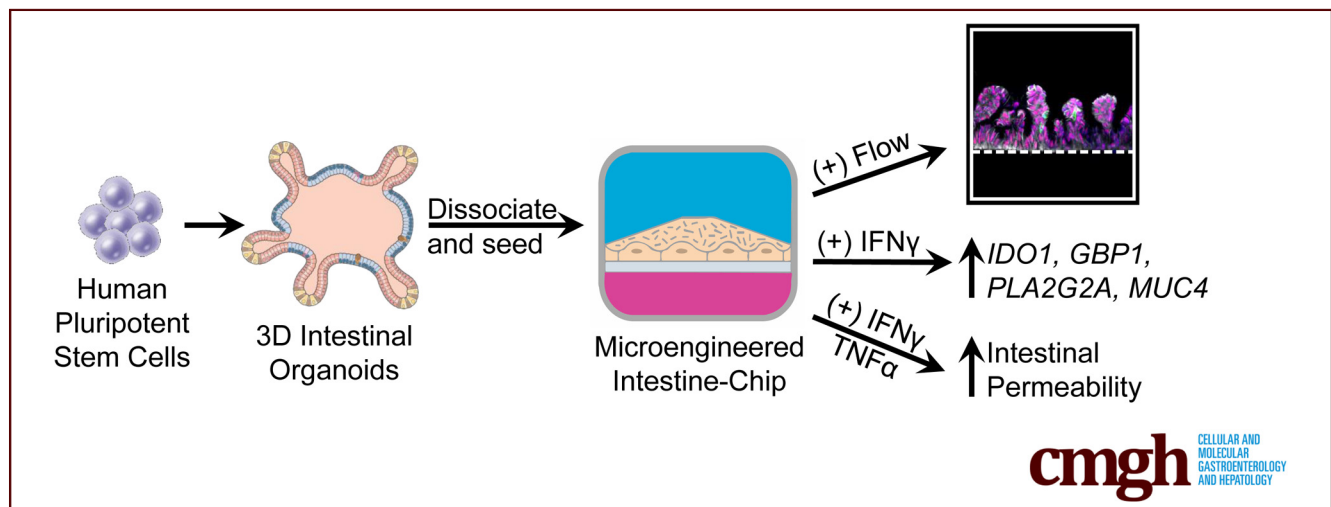 Human
Pluripotent
Stem Cells
3D Intestinal
Organoids
Dissociate
and seed
Microengineered
Intestine-Chip
(+) Flow
(+) IFNγ
IDO1, GBP1,
PLA2G2A, MUC4
(+) IFNγ
TNFα
Intestinal
Permeability
cmgh
CELLULAR AND
MOLECULAR
GASTROENTEROLOGY
AND HEPATOLOGY